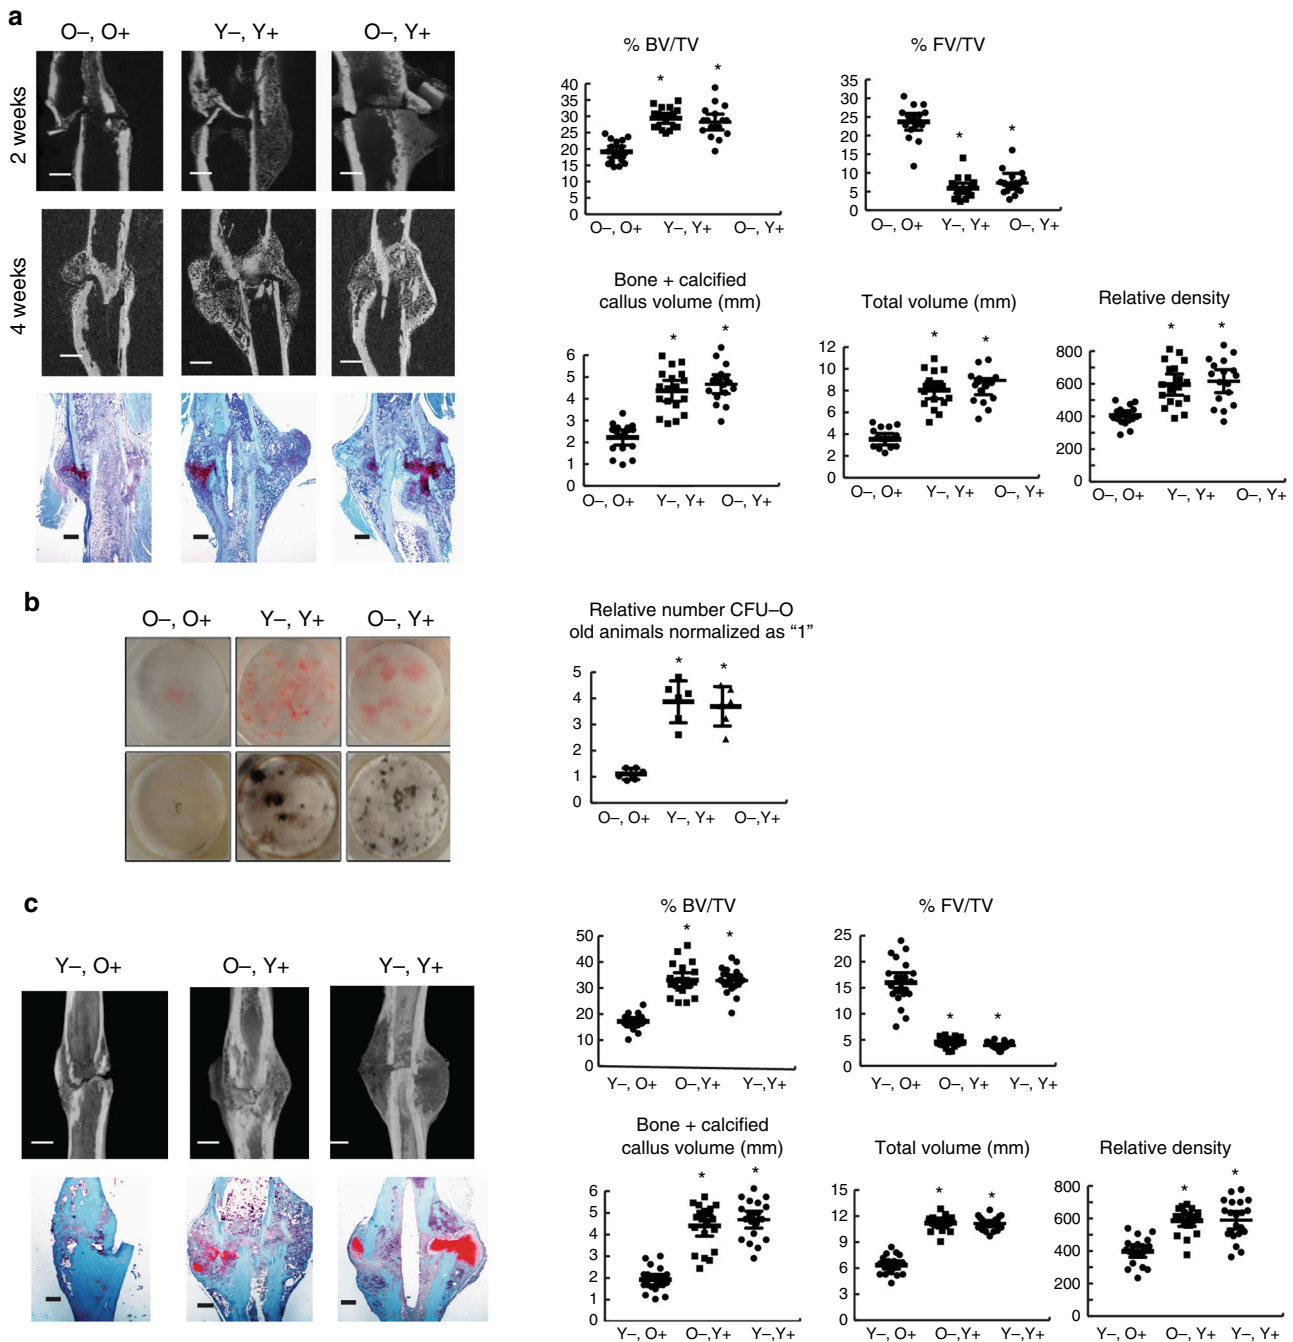 a
O–, O+ Y–, Y+ O–, Y+
2 weeks
4 weeks
% BV/TV
* *
40
35
30
25
20
15
10
5
0
O–, O+ Y–, Y+ O–, Y+
% FV/TV
* *
35
30
25
20
15
10
5
0
O–, O+ Y–, Y+ O–, Y+
Bone + calcified
callus volume (mm)
* *
6
5
4
3
2
1
0
O–, O+ Y–, Y+ O–, Y+
Total volume (mm)
* *
12
10
8
6
4
2
0
O–, O+ Y–, Y+ O–, Y+
Relative density
* *
800
600
400
200
0
O–, O+ Y–, Y+ O–, Y+
b
O–, O+ Y–, Y+ O–, Y+
Relative number CFU–O
old animals normalized as “1”
* *
5
4
3
2
1
0
O–, O+ Y–, Y+ O–,Y+
c
Y–, O+ O–, Y+ Y–, Y+
% BV/TV
* *
50
40
30
20
10
0
Y–, O+ O–,Y+ Y–,Y+
% FV/TV
* *
25
20
15
10
5
0
Y–, O+ O–, Y+ Y–, Y+
Bone + calcified
callus volume (mm)
* *
6
5
4
3
2
1
0
Y–, O+ O–,Y+ Y–,Y+
Total volume (mm)
* *
15
12
9
6
3
0
Y–, O+ O–,Y+ Y–, Y+
Relative density
* *
800
600
400
200
0
Y–, O+ O–, Y+ Y–, Y+